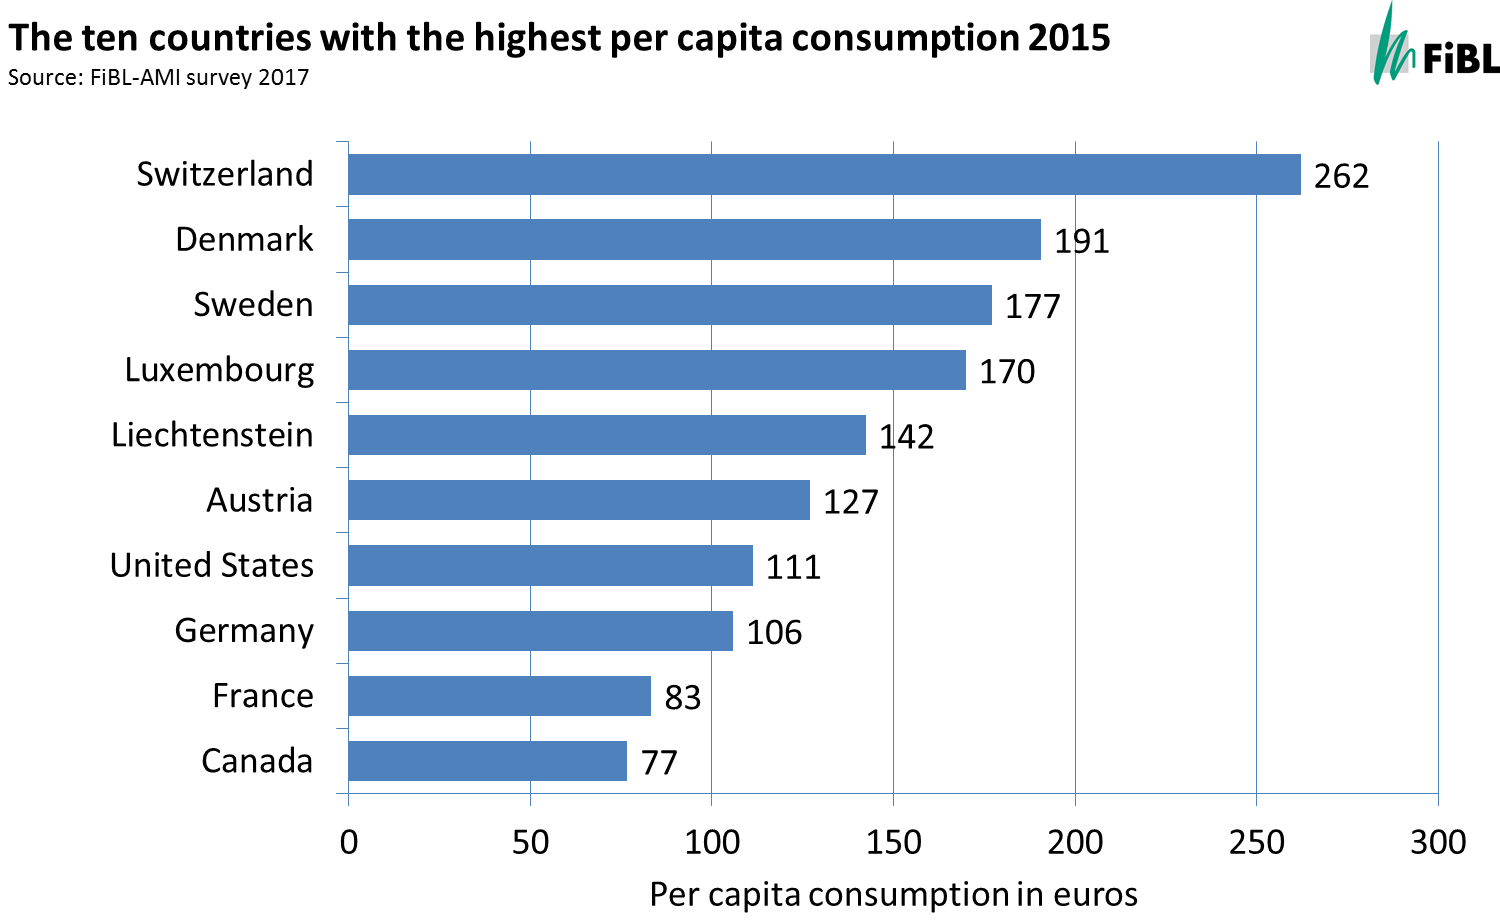 The ten countries with the highest per capita consumption 2015
Source: FiBL-AMI survey 2017
FiBL
Switzerland 262
Denmark 191
Sweden 177
Luxembourg 170
Liechtenstein 142
Austria 127
United States 111
Germany 106
France 83
Canada 77
0 50 100 150 200 250 300
Per capita consumption in euros